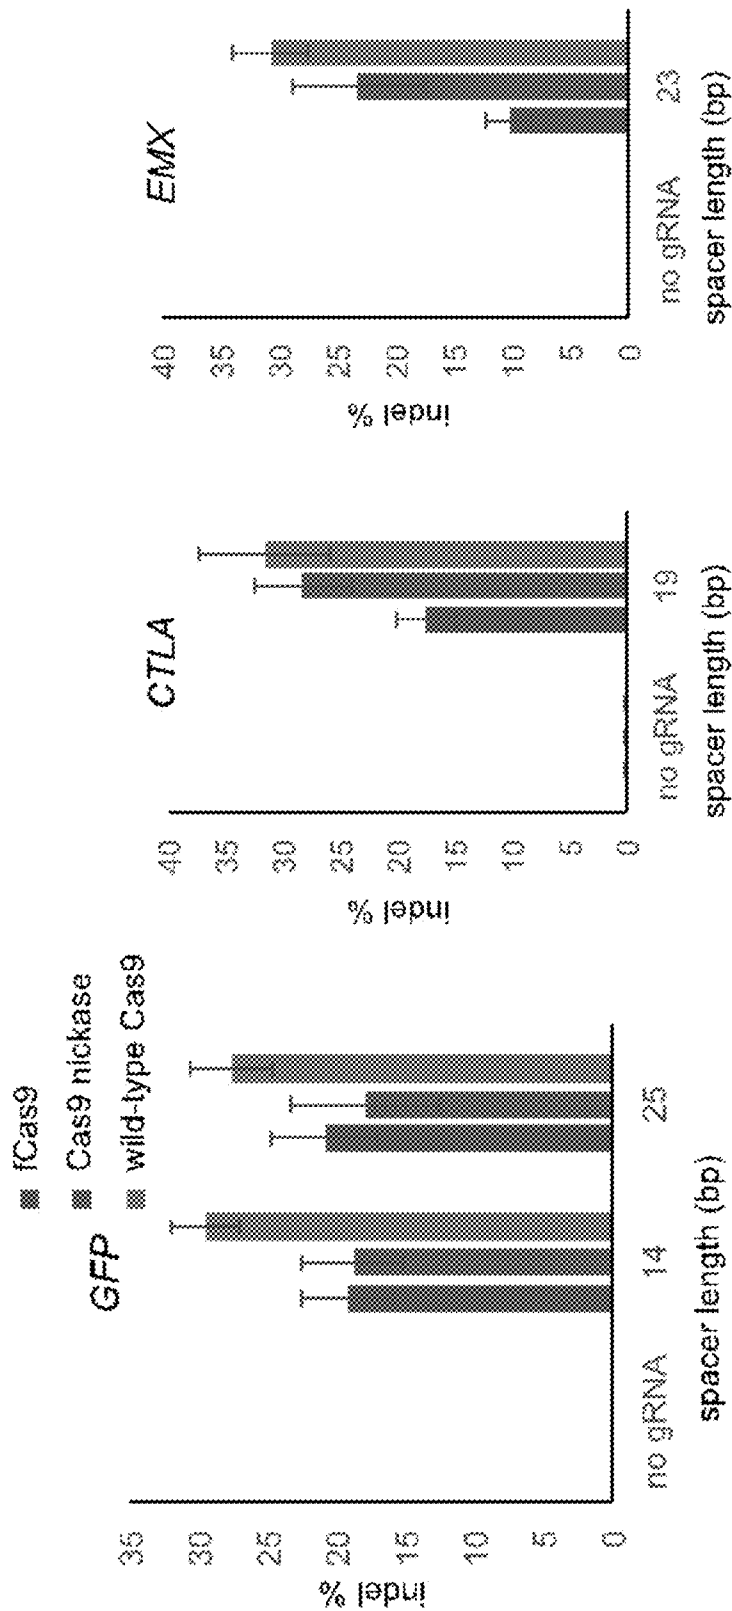 fCas9
Cas9 nickase
wild-type Cas9
GFP
indel %
35
30
25
20
15
10
5
0
no gRNA 14 25
spacer length (bp)
CTLA
indel %
40
35
30
25
20
15
10
5
0
no gRNA 19
spacer length (bp)
EMX
indel %
40
35
30
25
20
15
10
5
0
no gRNA 23
spacer length (bp)